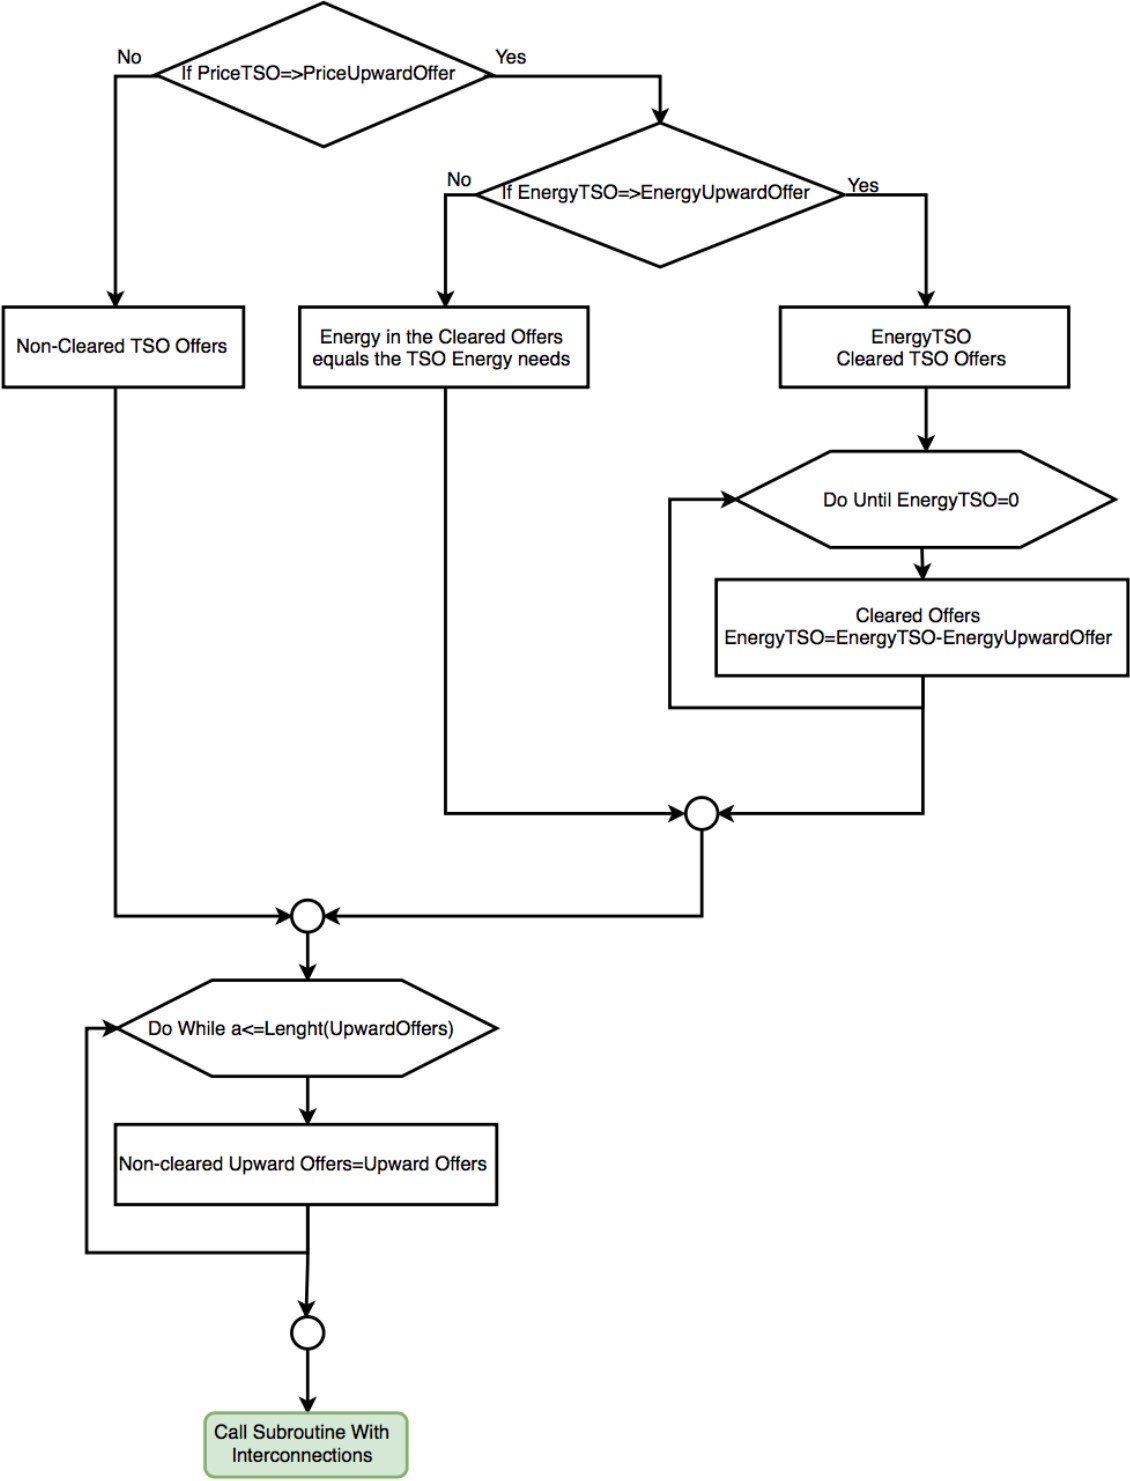 No
Yes
If PriceTSO=>PriceUpwardOffer
No
Yes
If EnergyTSO=>EnergyUpwardOffer
Non-Cleared TSO Offers
Energy in the Cleared Offers
equals the TSO Energy needs
EnergyTSO
Cleared TSO Offers
Do Until EnergyTSO=0
Cleared Offers
EnergyTSO=EnergyTSO-EnergyUpwardOffer
Do While a<=Lenght(UpwardOffers)
Non-cleared Upward Offers=Upward Offers
Call Subroutine With
Interconnections